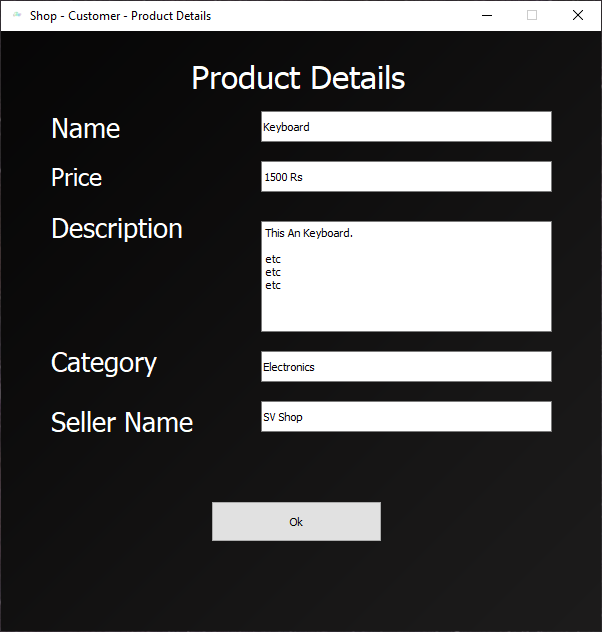 Shop - Customer - Product Details
Product Details
Name
Keyboard
Price
1500 Rs
Description
This An Keyboard.
etc
etc
etc
Category
Electronics
Seller Name
SV Shop
Ok